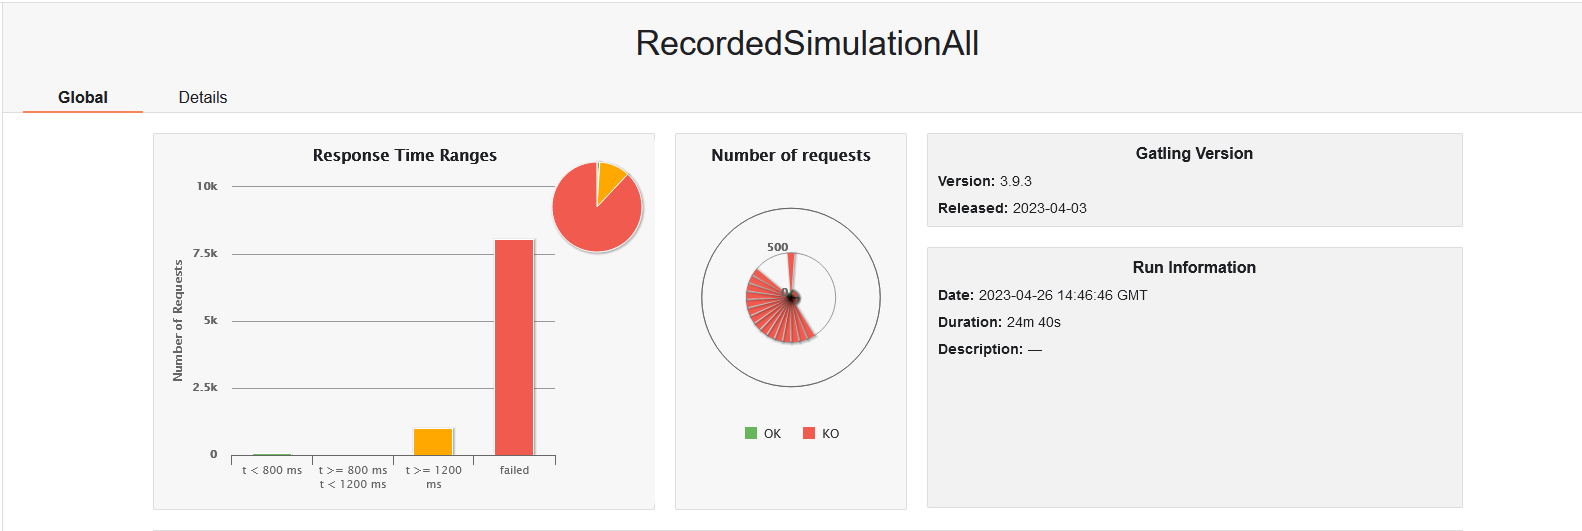 RecordedSimulationAll
Global
Details
Response Time Ranges
10k
7.5k
5k
2.5k
0
Number of Requests
t < 800 ms
t >= 800 ms
t < 1200 ms
t >= 1200
ms
failed
Number of requests
500
0
OK
KO
Gatling Version
Version: 3.9.3
Released: 2023-04-03
Run Information
Date: 2023-04-26 14:46:46 GMT
Duration: 24m 40s
Description: —